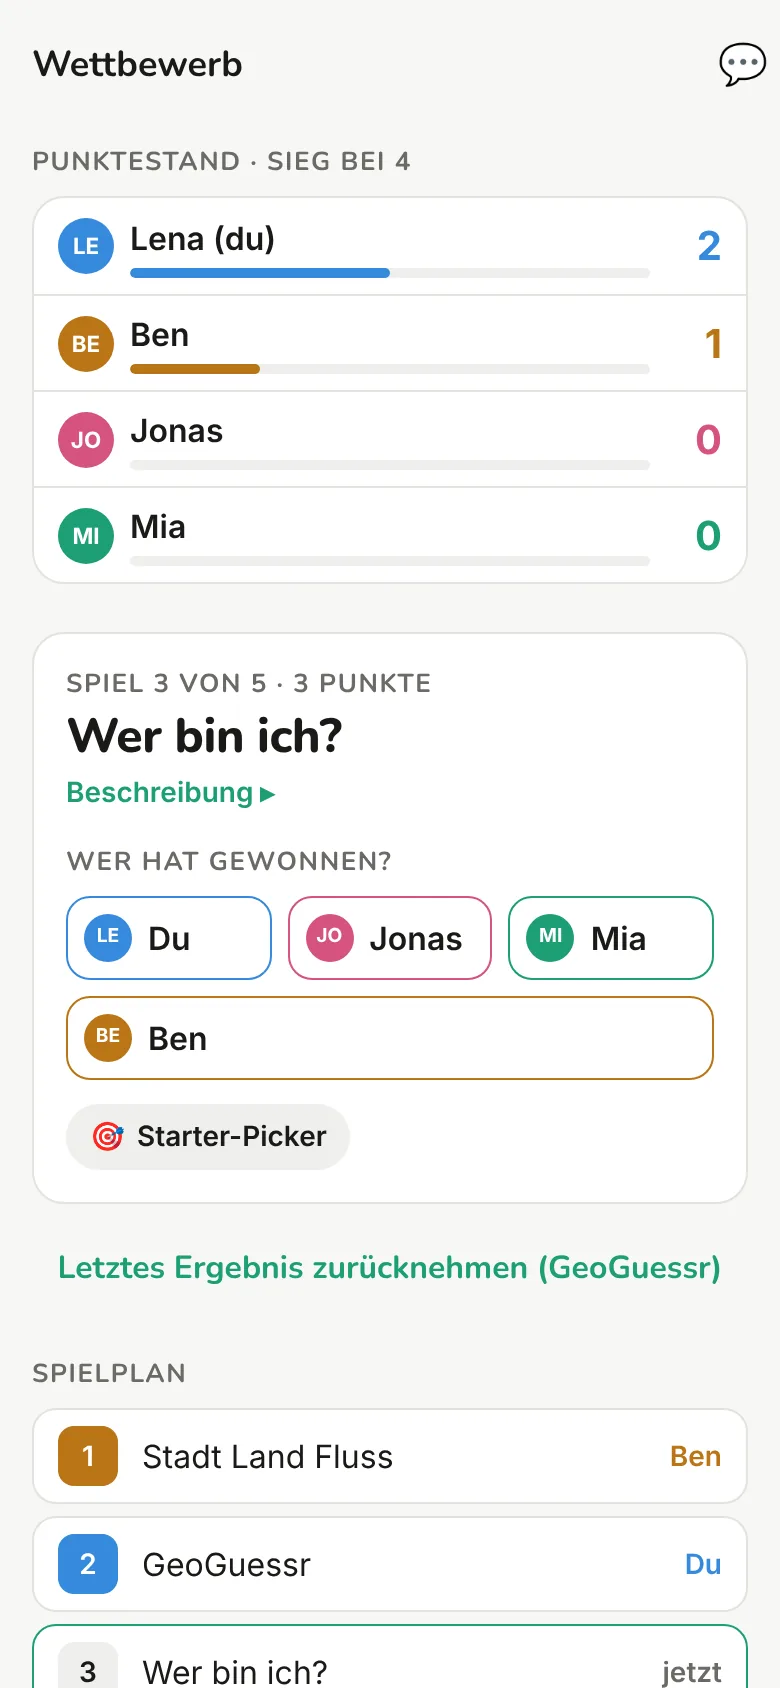 Wettbewerb
PUNKTESTAND · SIEG BEI 4
LE Lena (du) 2
BE Ben 1
JO Jonas 0
MI Mia 0
SPIEL 3 VON 5 · 3 PUNKTE
Wer bin ich?
Beschreibung ▸
WER HAT GEWONNEN?
LE Du JO Jonas MI Mia
BE Ben
🎯 Starter-Picker
Letztes Ergebnis zurücknehmen (GeoGuessr)
SPIELPLAN
1 Stadt Land Fluss Ben
2 GeoGuessr Du
3 Wer bin ich? jetzt